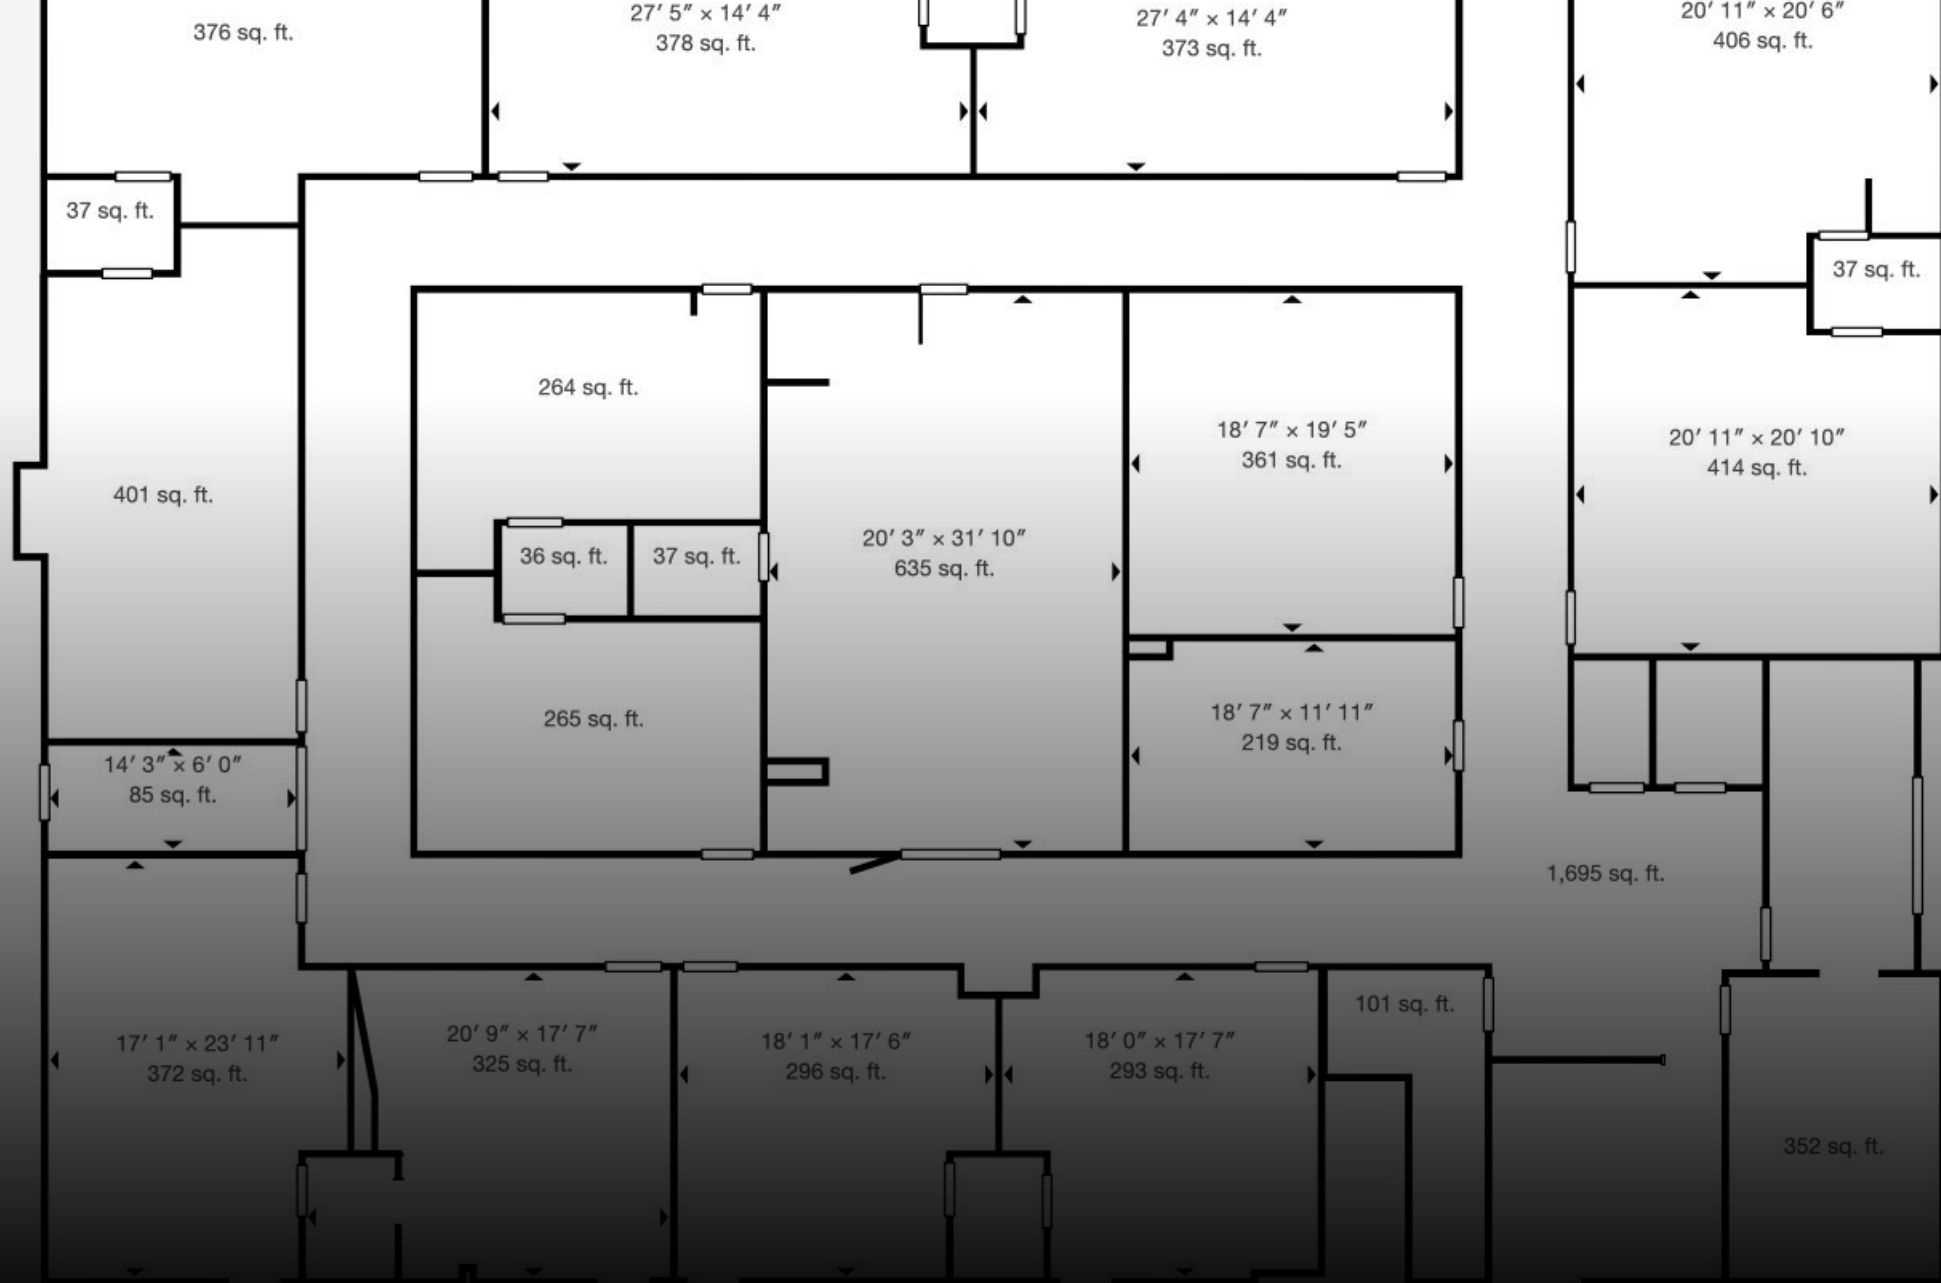 376 sq. ft.
27′ 5″ × 14′ 4″
378 sq. ft.
27′ 4″ × 14′ 4″
373 sq. ft.
20′ 11″ × 20′ 6″
406 sq. ft.
37 sq. ft.
37 sq. ft.
264 sq. ft.
18′ 7″ × 19′ 5″
361 sq. ft.
20′ 11″ × 20′ 10″
414 sq. ft.
401 sq. ft.
36 sq. ft.
37 sq. ft.
20′ 3″ × 31′ 10″
635 sq. ft.
265 sq. ft.
18′ 7″ × 11′ 11″
219 sq. ft.
14′ 3″ × 6′ 0″
85 sq. ft.
1,695 sq. ft.
17′ 1″ × 23′ 11″
372 sq. ft.
20′ 9″ × 17′ 7″
325 sq. ft.
18′ 1″ × 17′ 6″
296 sq. ft.
18′ 0″ × 17′ 7″
293 sq. ft.
101 sq. ft.
352 sq. ft.